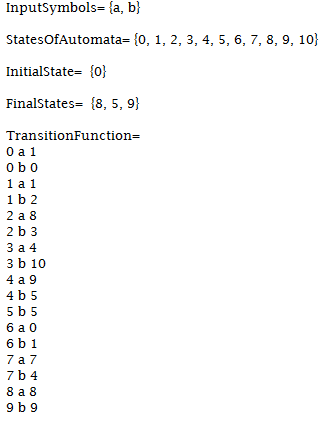 InputSymbols= {a, b}
StatesOfAutomata= {0, 1, 2, 3, 4, 5, 6, 7, 8, 9, 10}
InitialState=  {0}
FinalStates=  {8, 5, 9}
TransitionFunction=
0 a 1
0 b 0
1 a 1
1 b 2
2 a 8
2 b 3
3 a 4
3 b 10
4 a 9
4 b 5
5 b 5
6 a 0
6 b 1
7 a 7
7 b 4
8 a 8
9 b 9